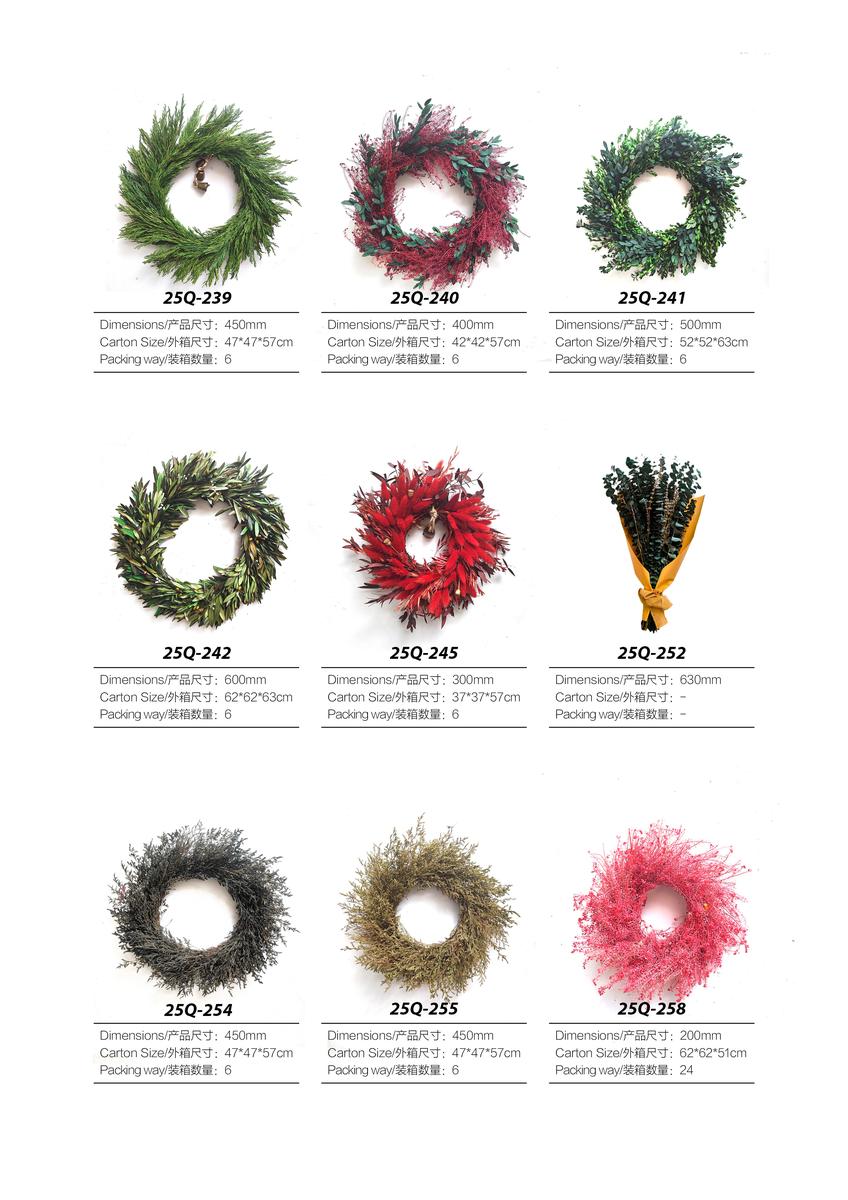 25Q-239
Dimensions/产品尺寸：450mm
Carton Size/外箱尺寸：47*47*57cm
Packing way/装箱数量：6
25Q-240
Dimensions/产品尺寸：400mm
Carton Size/外箱尺寸：42*42*57cm
Packing way/装箱数量：6
25Q-241
Dimensions/产品尺寸：500mm
Carton Size/外箱尺寸：52*52*63cm
Packing way/装箱数量：6
25Q-242
Dimensions/产品尺寸：600mm
Carton Size/外箱尺寸：62*62*63cm
Packing way/装箱数量：6
25Q-245
Dimensions/产品尺寸：300mm
Carton Size/外箱尺寸：37*37*57cm
Packing way/装箱数量：6
25Q-252
Dimensions/产品尺寸：630mm
Carton Size/外箱尺寸：-
Packing way/装箱数量：-
25Q-254
Dimensions/产品尺寸：450mm
Carton Size/外箱尺寸：47*47*57cm
Packing way/装箱数量：6
25Q-255
Dimensions/产品尺寸：450mm
Carton Size/外箱尺寸：47*47*57cm
Packing way/装箱数量：6
25Q-258
Dimensions/产品尺寸：200mm
Carton Size/外箱尺寸：62*62*51cm
Packing way/装箱数量：24